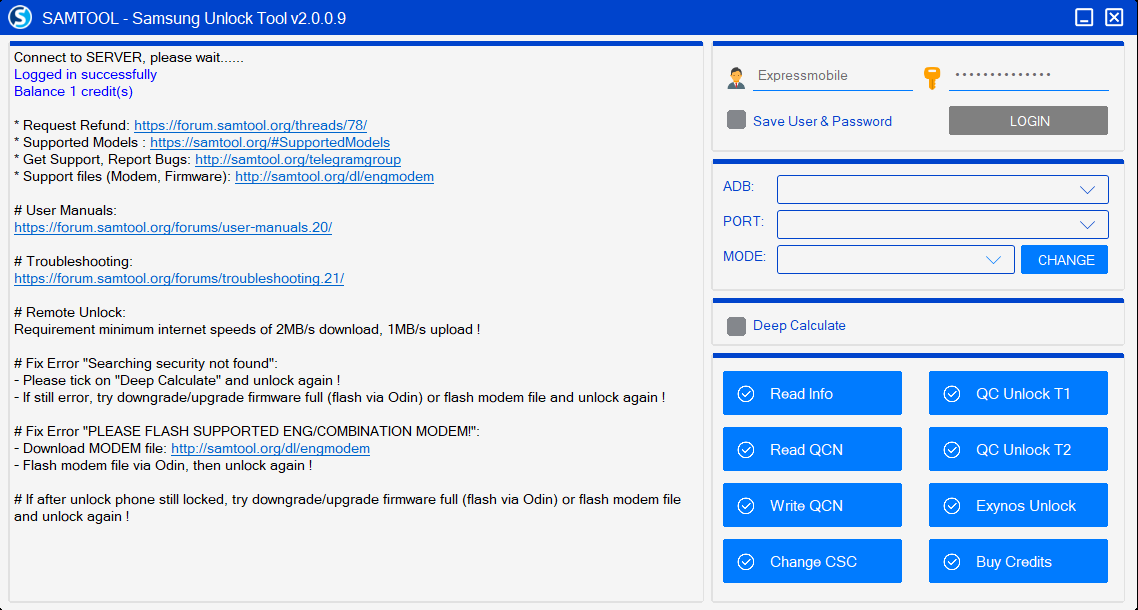 SAMTOOL - Samsung Unlock Tool v2.0.0.9
Connect to SERVER, please wait......
Logged in successfully
Balance 1 credit(s)
* Request Refund: https://forum.samtool.org/threads/78/
* Supported Models : https://samtool.org/#SupportedModels
* Get Support, Report Bugs: http://samtool.org/telegramgroup
* Support files (Modem, Firmware): http://samtool.org/dl/engmodem
# User Manuals:
https://forum.samtool.org/forums/user-manuals.20/
# Troubleshooting:
https://forum.samtool.org/forums/troubleshooting.21/
# Remote Unlock:
Requirement minimum internet speeds of 2MB/s download, 1MB/s upload !
# Fix Error "Searching security not found":
- Please tick on "Deep Calculate" and unlock again !
- If still error, try downgrade/upgrade firmware full (flash via Odin) or flash modem file and unlock again !
# Fix Error "PLEASE FLASH SUPPORTED ENG/COMBINATION MODEM!":
- Download MODEM file: http://samtool.org/dl/engmodem
- Flash modem file via Odin, then unlock again !
# If after unlock phone still locked, try downgrade/upgrade firmware full (flash via Odin) or flash modem file
and unlock again !
Expressmobile
Save User & Password
LOGIN
ADB:
PORT:
MODE:
CHANGE
Deep Calculate
Read Info
QC Unlock T1
Read QCN
QC Unlock T2
Write QCN
Exynos Unlock
Change CSC
Buy Credits